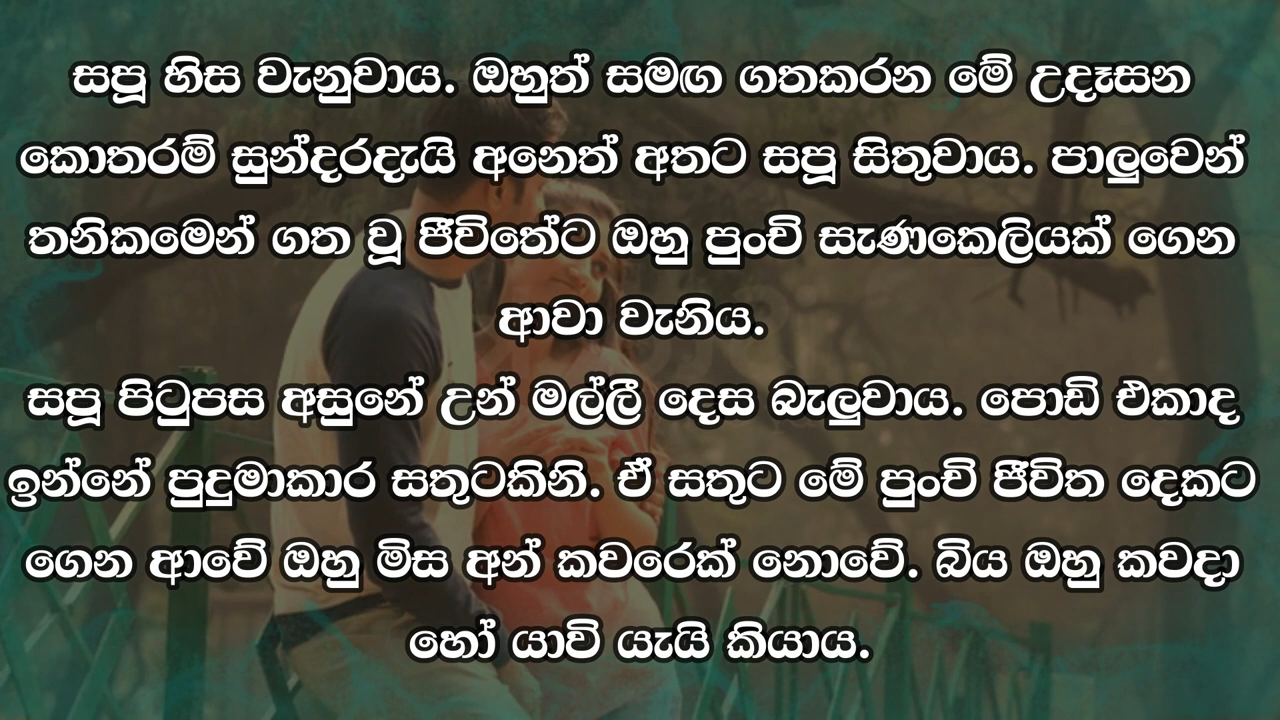 සපූ හිස වැනුවාය. ඔහුත් සමඟ ගතකරන මේ උදෑසන
කොතරම් සුන්දරදැයි අනෙත් අතට සපූ සිතුවාය. පාලුවෙන්
තනිකමෙන් ගත වූ ජීවිතේට ඔහු පුංචි සැණකෙලියක් ගෙන
ආවා වැනිය.
සපූ පිටුපස අසුනේ උන් මල්ලී දෙස බැලුවාය. පොඩි එකාද
ඉන්නේ පුදුමාකාර සතුටකිනි. ඒ සතුට මේ පුංචි ජීවිත දෙකට
ගෙන ආවේ ඔහු මිස අන් කවරෙක් නොවේ. බිය ඔහු කවදා
හෝ යාවි යැයි කියාය.